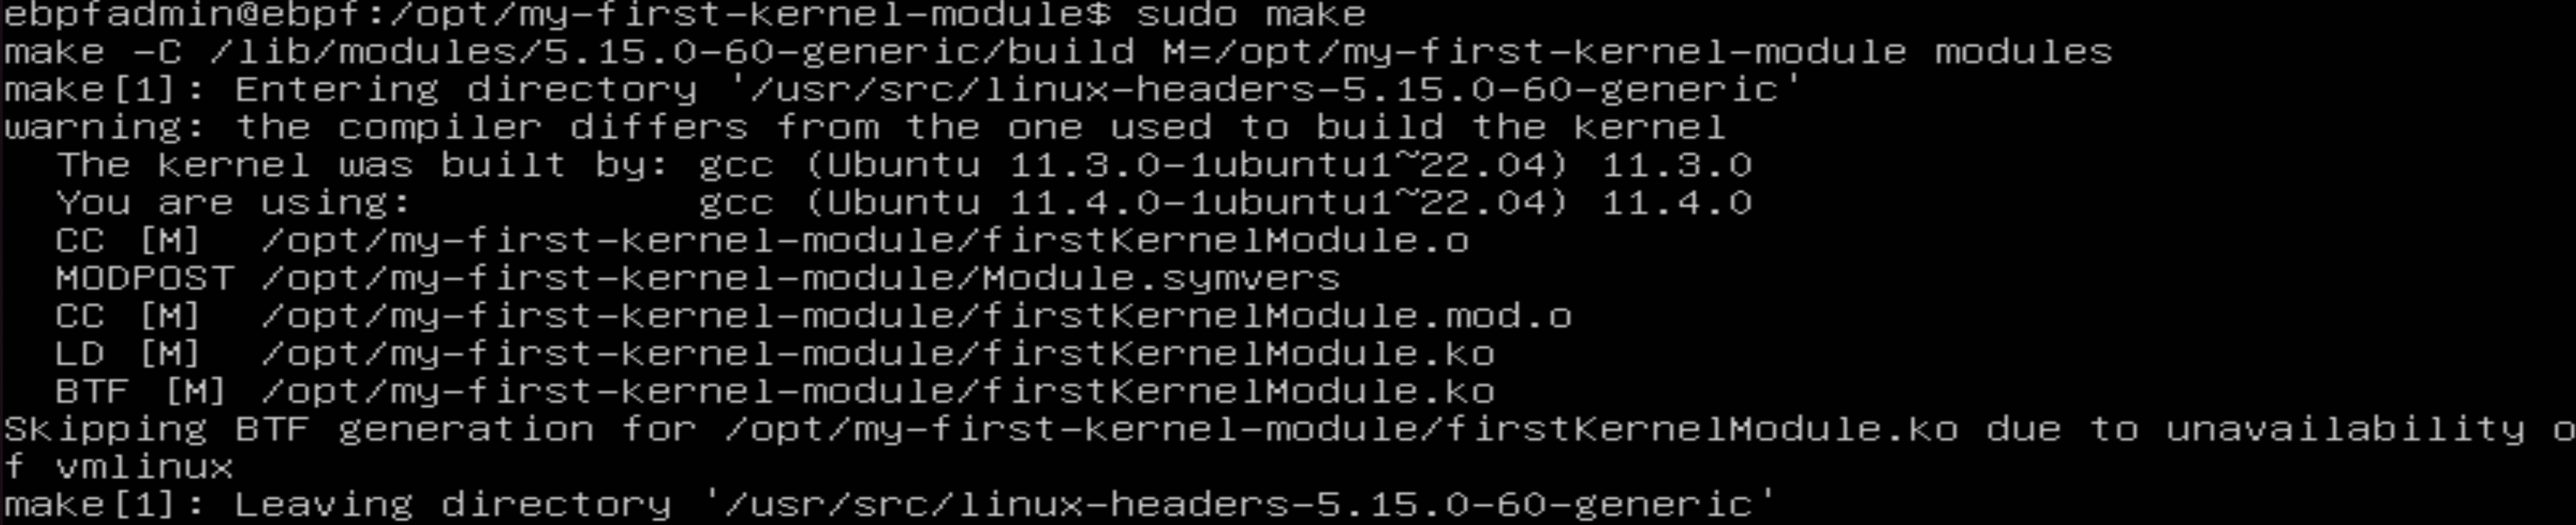 ebpfadmin@ebpf:/opt/my-first-kernel-module$ sudo make
make -C /lib/modules/5.15.0-60-generic/build M=/opt/my-first-kernel-module modules
make[1]: Entering directory '/usr/src/linux-headers-5.15.0-60-generic'
warning: the compiler differs from the one used to build the kernel
  The kernel was built by: gcc (Ubuntu 11.3.0-1ubuntu1~22.04) 11.3.0
  You are using:           gcc (Ubuntu 11.4.0-1ubuntu1~22.04) 11.4.0
  CC [M]  /opt/my-first-kernel-module/firstKernelModule.o
  MODPOST /opt/my-first-kernel-module/Module.symvers
  CC [M]  /opt/my-first-kernel-module/firstKernelModule.mod.o
  LD [M]  /opt/my-first-kernel-module/firstKernelModule.ko
  BTF [M] /opt/my-first-kernel-module/firstKernelModule.ko
Skipping BTF generation for /opt/my-first-kernel-module/firstKernelModule.ko due to unavailability o
f vmlinux
make[1]: Leaving directory '/usr/src/linux-headers-5.15.0-60-generic'